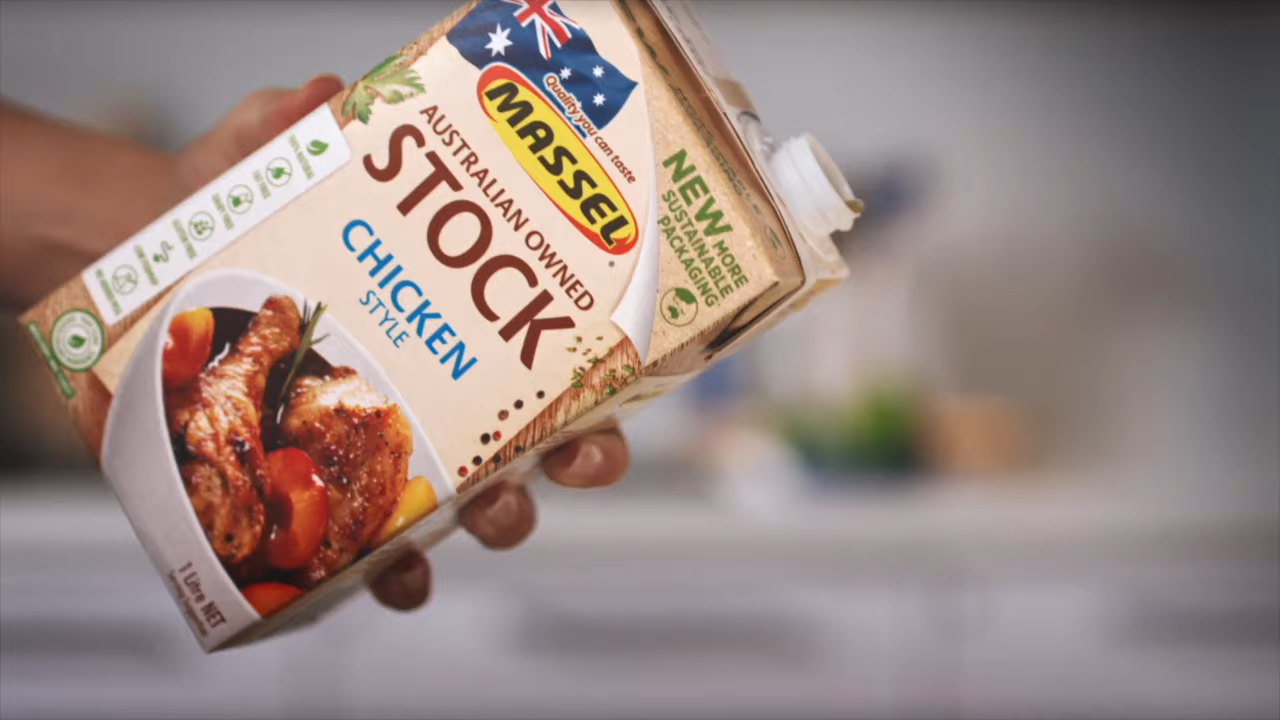 Quality you can taste
MASSEL
AUSTRALIAN OWNED
STOCK
CHICKEN
STYLE
NEW MORE
SUSTAINABLE
PACKAGING
1 Litre NET